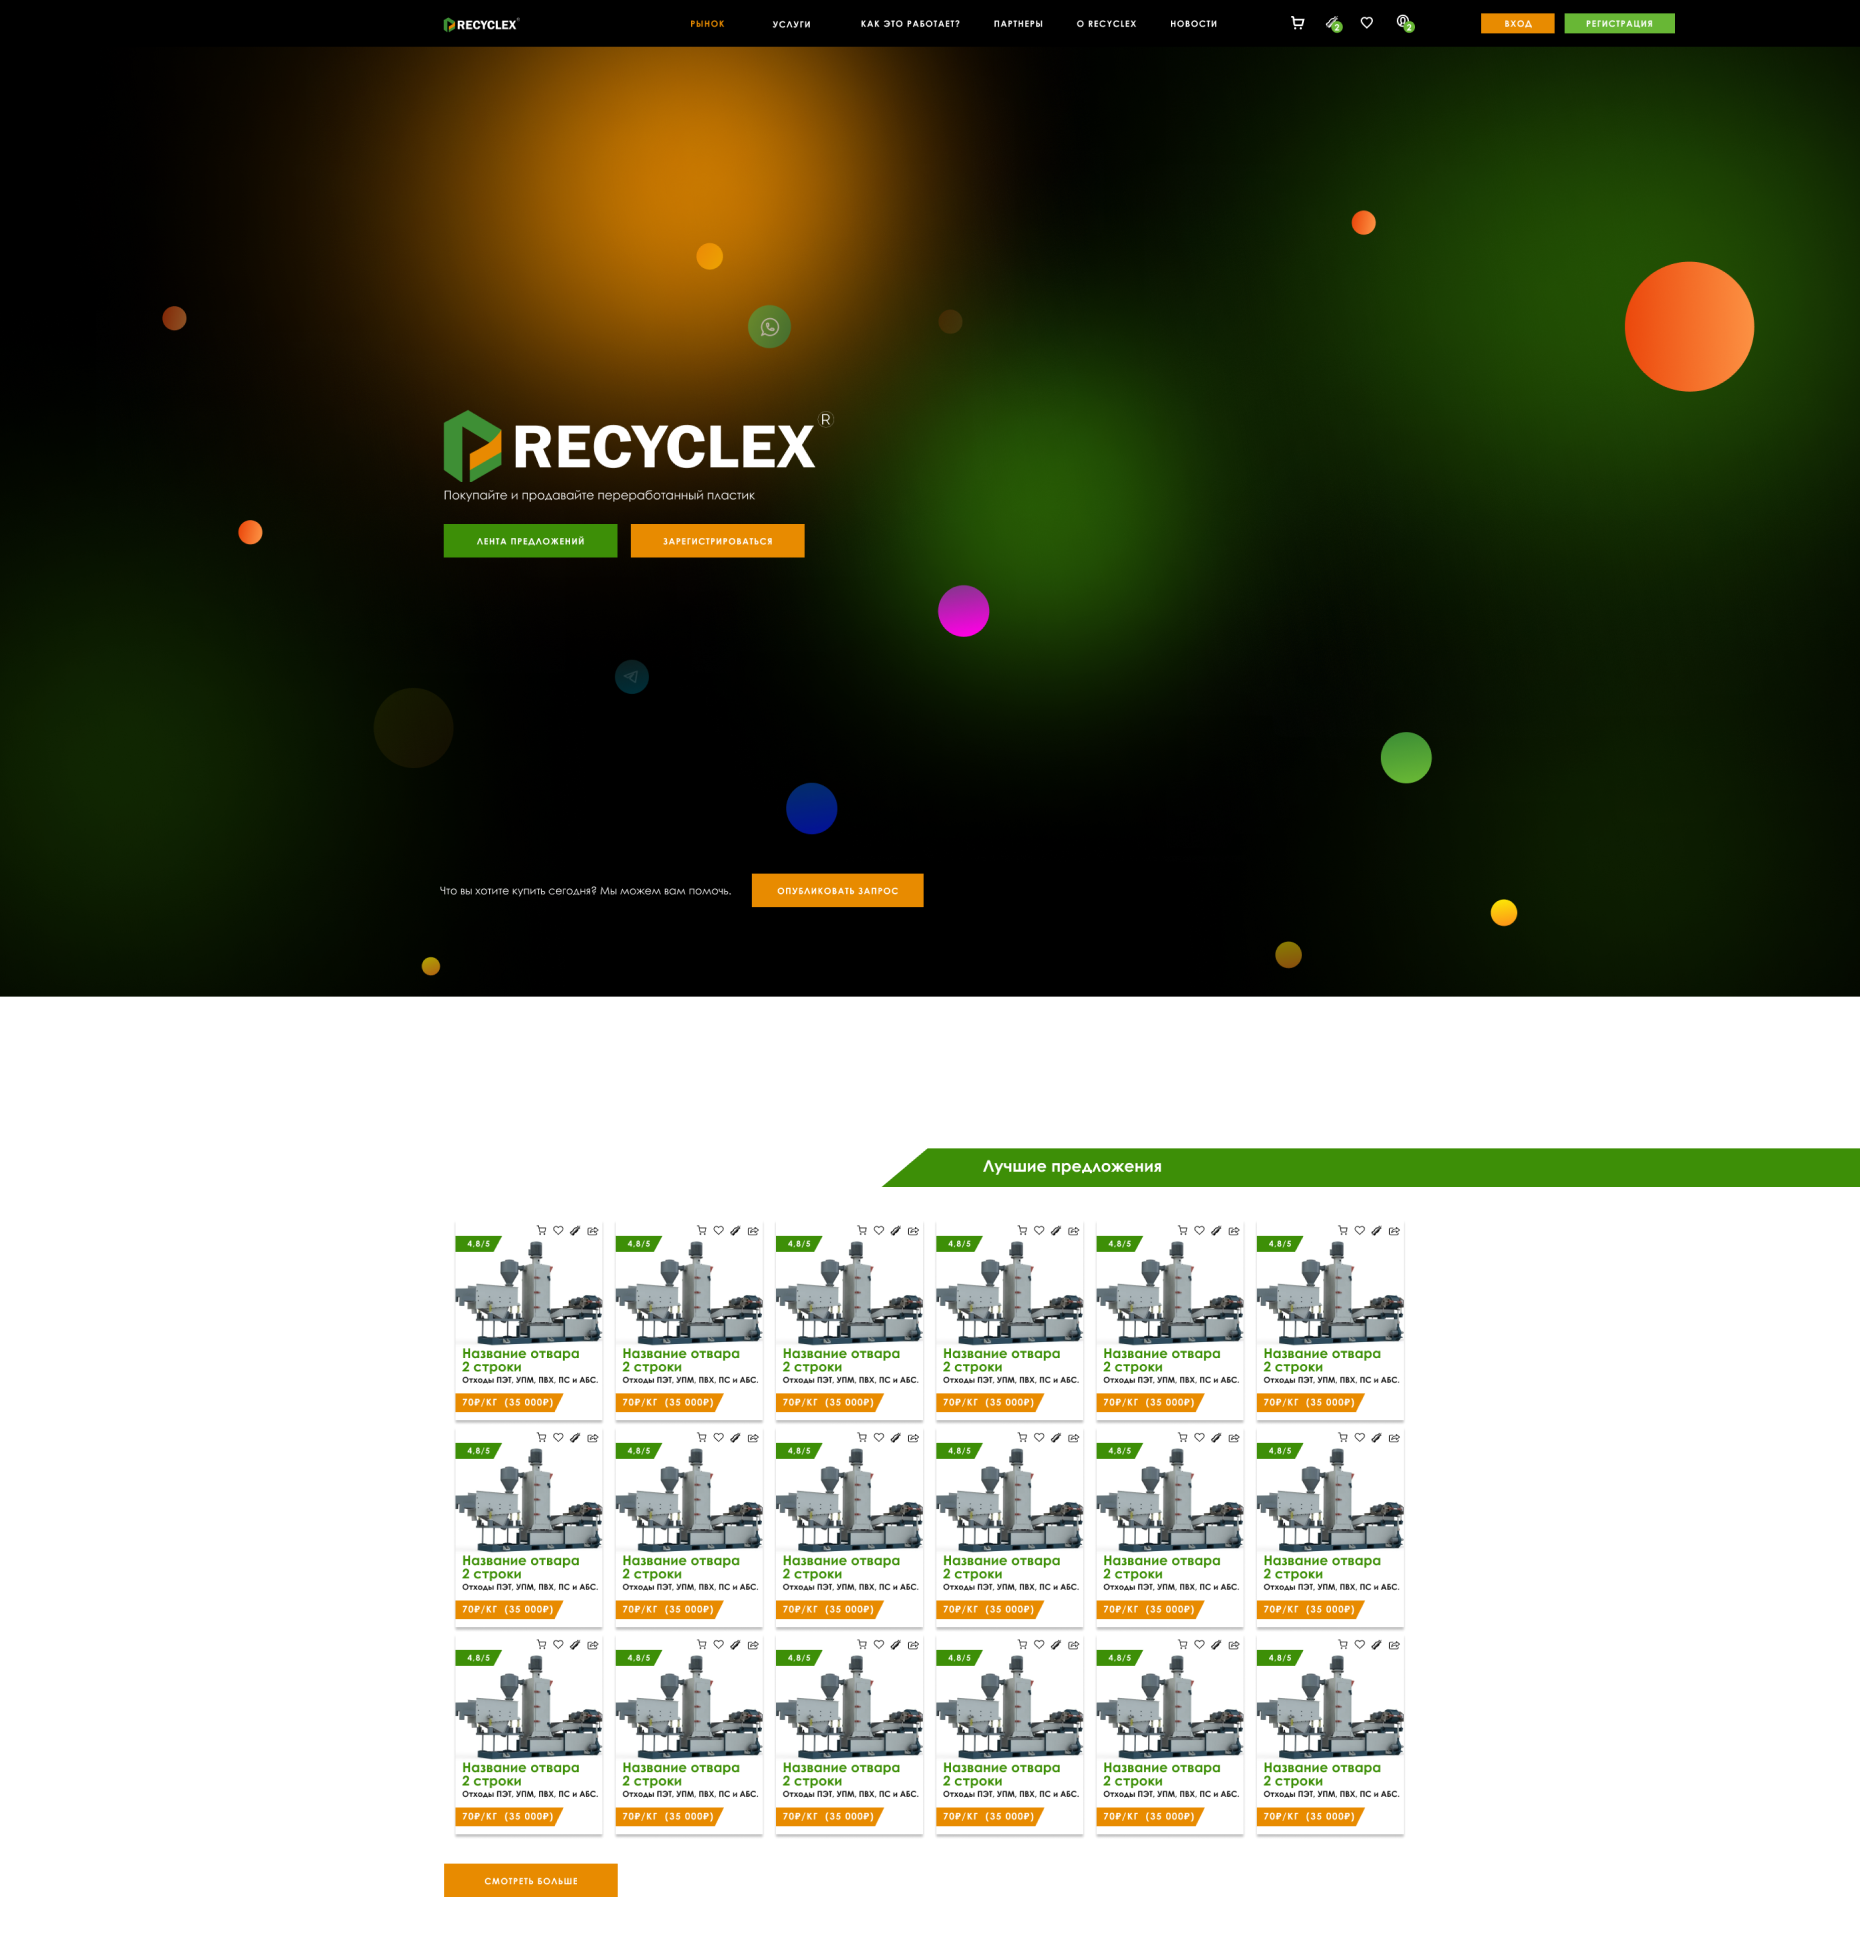 RECYCLEX®
РЫНОК УСЛУГИ КАК ЭТО РАБОТАЕТ? ПАРТНЕРЫ О RECYCLEX НОВОСТИ 2 2 ВХОД РЕГИСТРАЦИЯ
RECYCLEX®
Покупайте и продавайте переработанный пластик
ЛЕНТА ПРЕДЛОЖЕНИЙ ЗАРЕГИСТРИРОВАТЬСЯ
Что вы хотите купить сегодня? Мы можем вам помочь. ОПУБЛИКОВАТЬ ЗАПРОС
Лучшие предложения
4,8/5 4,8/5 4,8/5 4,8/5 4,8/5 4,8/5
Название отвара Название отвара Название отвара Название отвара Название отвара Название отвара
2 строки 2 строки 2 строки 2 строки 2 строки 2 строки
Отходы ПЭТ, УПМ, ПВХ, ПС и АБС. Отходы ПЭТ, УПМ, ПВХ, ПС и АБС. Отходы ПЭТ, УПМ, ПВХ, ПС и АБС. Отходы ПЭТ, УПМ, ПВХ, ПС и АБС. Отходы ПЭТ, УПМ, ПВХ, ПС и АБС. Отходы ПЭТ, УПМ, ПВХ, ПС и АБС.
70₽/КГ (35 000₽) 70₽/КГ (35 000₽) 70₽/КГ (35 000₽) 70₽/КГ (35 000₽) 70₽/КГ (35 000₽) 70₽/КГ (35 000₽)
4,8/5 4,8/5 4,8/5 4,8/5 4,8/5 4,8/5
Название отвара Название отвара Название отвара Название отвара Название отвара Название отвара
2 строки 2 строки 2 строки 2 строки 2 строки 2 строки
Отходы ПЭТ, УПМ, ПВХ, ПС и АБС. Отходы ПЭТ, УПМ, ПВХ, ПС и АБС. Отходы ПЭТ, УПМ, ПВХ, ПС и АБС. Отходы ПЭТ, УПМ, ПВХ, ПС и АБС. Отходы ПЭТ, УПМ, ПВХ, ПС и АБС. Отходы ПЭТ, УПМ, ПВХ, ПС и АБС.
70₽/КГ (35 000₽) 70₽/КГ (35 000₽) 70₽/КГ (35 000₽) 70₽/КГ (35 000₽) 70₽/КГ (35 000₽) 70₽/КГ (35 000₽)
4,8/5 4,8/5 4,8/5 4,8/5 4,8/5 4,8/5
Название отвара Название отвара Название отвара Название отвара Название отвара Название отвара
2 строки 2 строки 2 строки 2 строки 2 строки 2 строки
Отходы ПЭТ, УПМ, ПВХ, ПС и АБС. Отходы ПЭТ, УПМ, ПВХ, ПС и АБС. Отходы ПЭТ, УПМ, ПВХ, ПС и АБС. Отходы ПЭТ, УПМ, ПВХ, ПС и АБС. Отходы ПЭТ, УПМ, ПВХ, ПС и АБС. Отходы ПЭТ, УПМ, ПВХ, ПС и АБС.
70₽/КГ (35 000₽) 70₽/КГ (35 000₽) 70₽/КГ (35 000₽) 70₽/КГ (35 000₽) 70₽/КГ (35 000₽) 70₽/КГ (35 000₽)
СМОТРЕТЬ БОЛЬШЕ